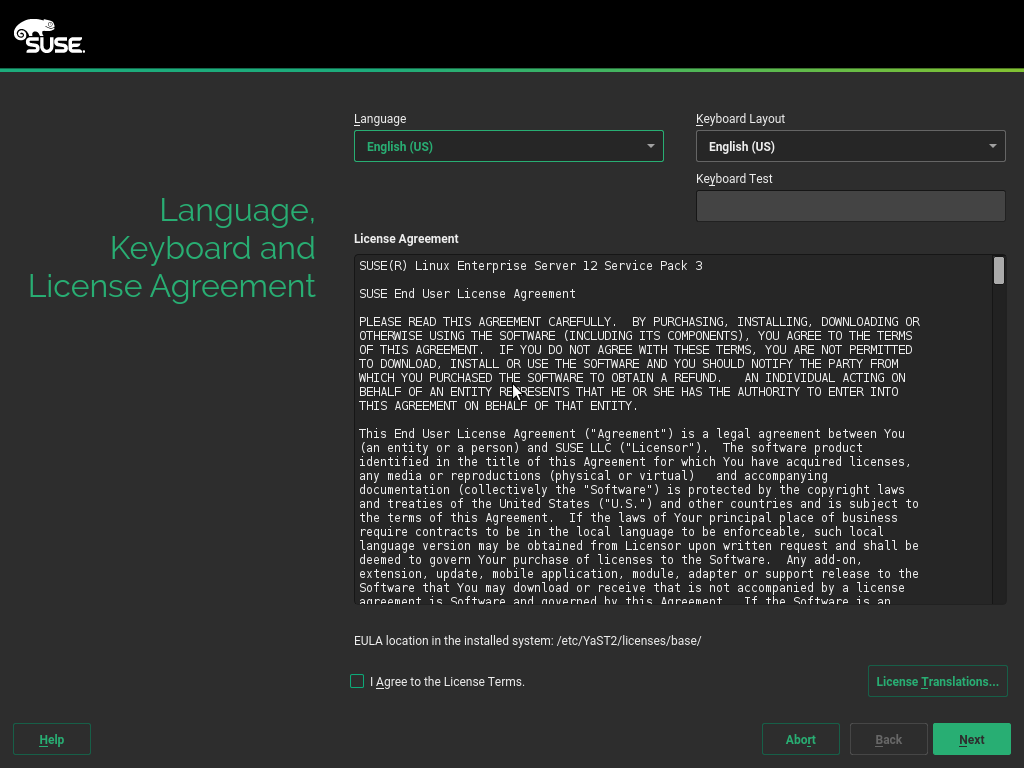 SUSE
Language
Keyboard Layout
English (US)
English (US)
Keyboard Test
Language,
Keyboard and
License Agreement
License Agreement
SUSE(R) Linux Enterprise Server 12 Service Pack 3
SUSE End User License Agreement
PLEASE READ THIS AGREEMENT CAREFULLY.  BY PURCHASING, INSTALLING, DOWNLOADING OR
OTHERWISE USING THE SOFTWARE (INCLUDING ITS COMPONENTS), YOU AGREE TO THE TERMS
OF THIS AGREEMENT.  IF YOU DO NOT AGREE WITH THESE TERMS, YOU ARE NOT PERMITTED
TO DOWNLOAD, INSTALL OR USE THE SOFTWARE AND YOU SHOULD NOTIFY THE PARTY FROM
WHICH YOU PURCHASED THE SOFTWARE TO OBTAIN A REFUND.   AN INDIVIDUAL ACTING ON
BEHALF OF AN ENTITY REPRESENTS THAT HE OR SHE HAS THE AUTHORITY TO ENTER INTO
THIS AGREEMENT ON BEHALF OF THAT ENTITY.
This End User License Agreement ("Agreement") is a legal agreement between You
(an entity or a person) and SUSE LLC ("Licensor").  The software product
identified in the title of this Agreement for which You have acquired licenses,
any media or reproductions (physical or virtual)   and accompanying
documentation (collectively the "Software") is protected by the copyright laws
and treaties of the United States ("U.S.") and other countries and is subject to
the terms of this Agreement.  If the laws of Your principal place of business
require contracts to be in the local language to be enforceable, such local
language version may be obtained from Licensor upon written request and shall be
deemed to govern Your purchase of licenses to the Software.  Any add-on,
extension, update, mobile application, module, adapter or support release to the
Software that You may download or receive that is not accompanied by a license
agreement is Software and governed by this Agreement.  If the Software is an
EULA location in the installed system: /etc/YaST2/licenses/base/
I Agree to the License Terms.
License Translations...
Help
Abort
Back
Next